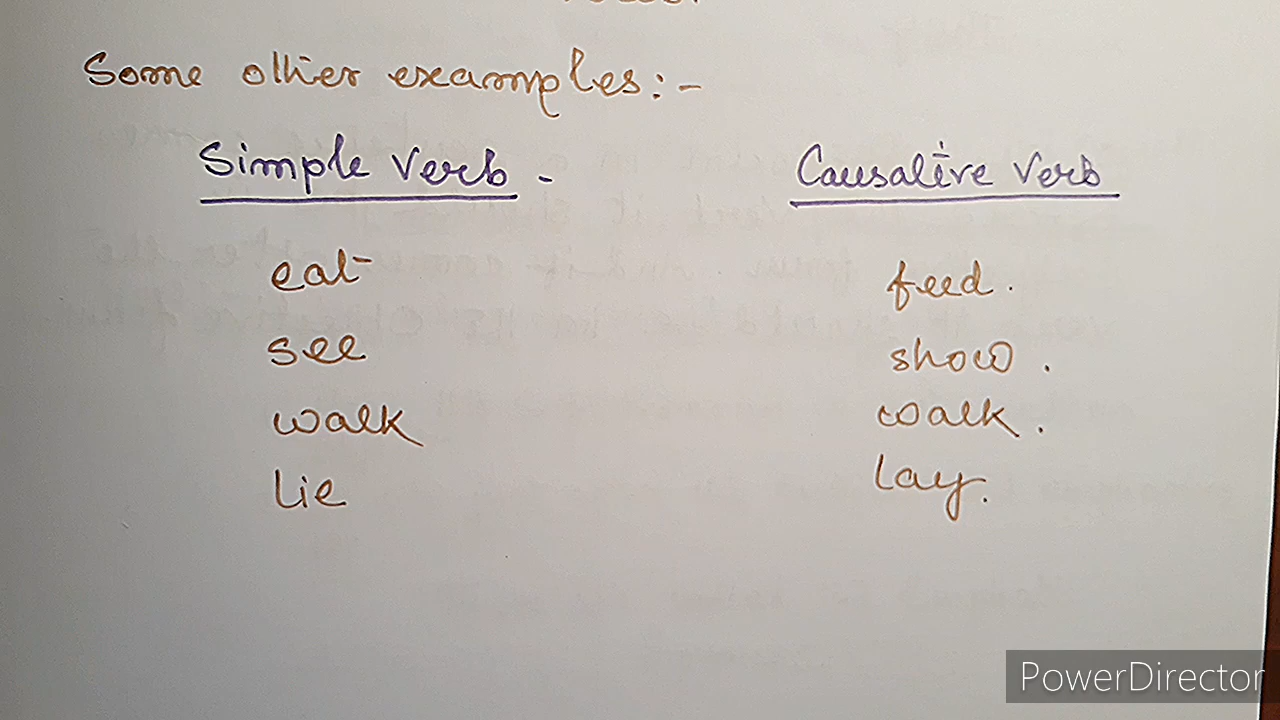 Some other examples:-
Simple Verb - Causative Verb
eat feed.
see show.
walk walk.
lie lay.
PowerDirector